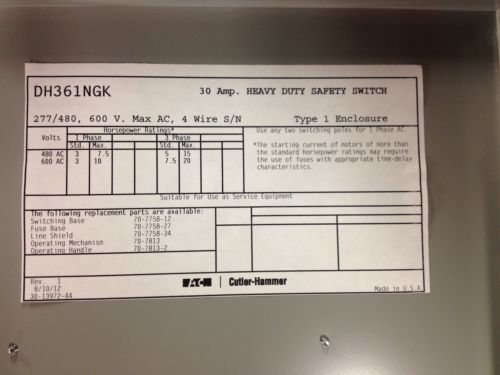 DH361NGK 30 Amp. HEAVY DUTY SAFETY SWITCH
277/480, 600 V. Max AC, 4 Wire S/N Type 1 Enclosure
Horsepower Ratings*
Volts 1 Phase 3 Phase
Std. Max. Std. Max.
480 AC 3 7.5 5 15
600 AC 3 10 7.5 20
Use any two switching poles for 1 Phase AC
*The starting current of motors of more than
the standard horsepower ratings may require
the use of fuses with appropriate time-delay
characteristics.
Suitable for Use as Service Equipment
The following replacement parts are available:
Switching Base 70-7758-12
Fuse Base 70-7758-27
Line Shield 70-7758-34
Operating Mechanism 70-7813
Operating Handle 70-7813-2
Rev. 1
8/10/12
30-13972-44
EATON Cutler-Hammer
Made in U.S.A